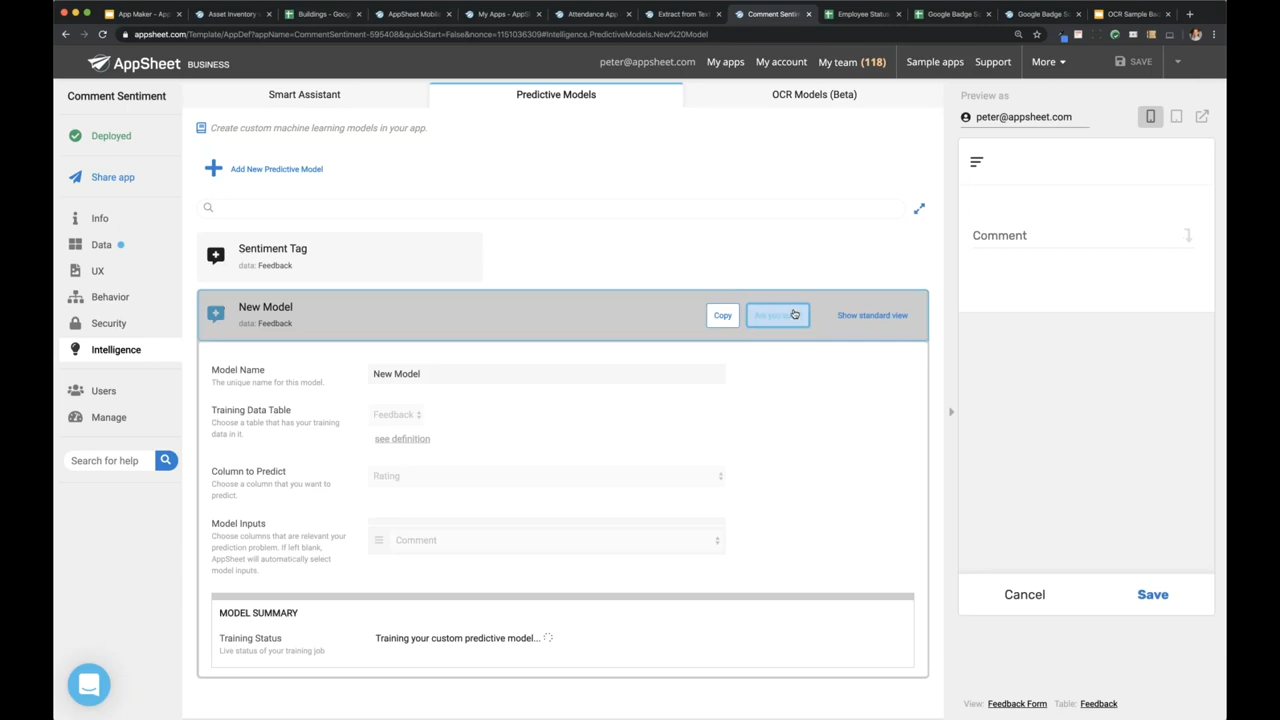 App Maker - App
Asset Inventory
Buildings - Goog
AppSheet Mobile
My Apps - AppS
Attendance App
Extract from Text
Comment Senti
Employee Status
Google Badge S
Google Badge S
OCR Sample Bad
appsheet.com/Template/AppDef?appName=CommentSentiment-595408&quickStart=False&nonce=1151036309#Intelligence.PredictiveModels.New%20Model
AppSheet BUSINESS
peter@appsheet.com
My apps
My account
My team (118)
Sample apps
Support
More
SAVE
Comment Sentiment
Smart Assistant
Predictive Models
OCR Models (Beta)
Preview as
peter@appsheet.com
Deployed
Share app
Info
Data
UX
Behavior
Security
Intelligence
Users
Manage
Search for help
Create custom machine learning models in your app.
Add New Predictive Model
Sentiment Tag
data: Feedback
New Model
data: Feedback
Copy
Are you
Show standard view
Model Name
The unique name for this model.
New Model
Training Data Table
Choose a table that has your training
data in it.
Feedback
see definition
Column to Predict
Choose a column that you want to
predict.
Rating
Model Inputs
Choose columns that are relevant your
prediction problem. If left blank,
AppSheet will automatically select
model inputs.
Comment
MODEL SUMMARY
Training Status
Live status of your training job
Training your custom predictive model...
Comment
Cancel
Save
View: Feedback Form Table: Feedback